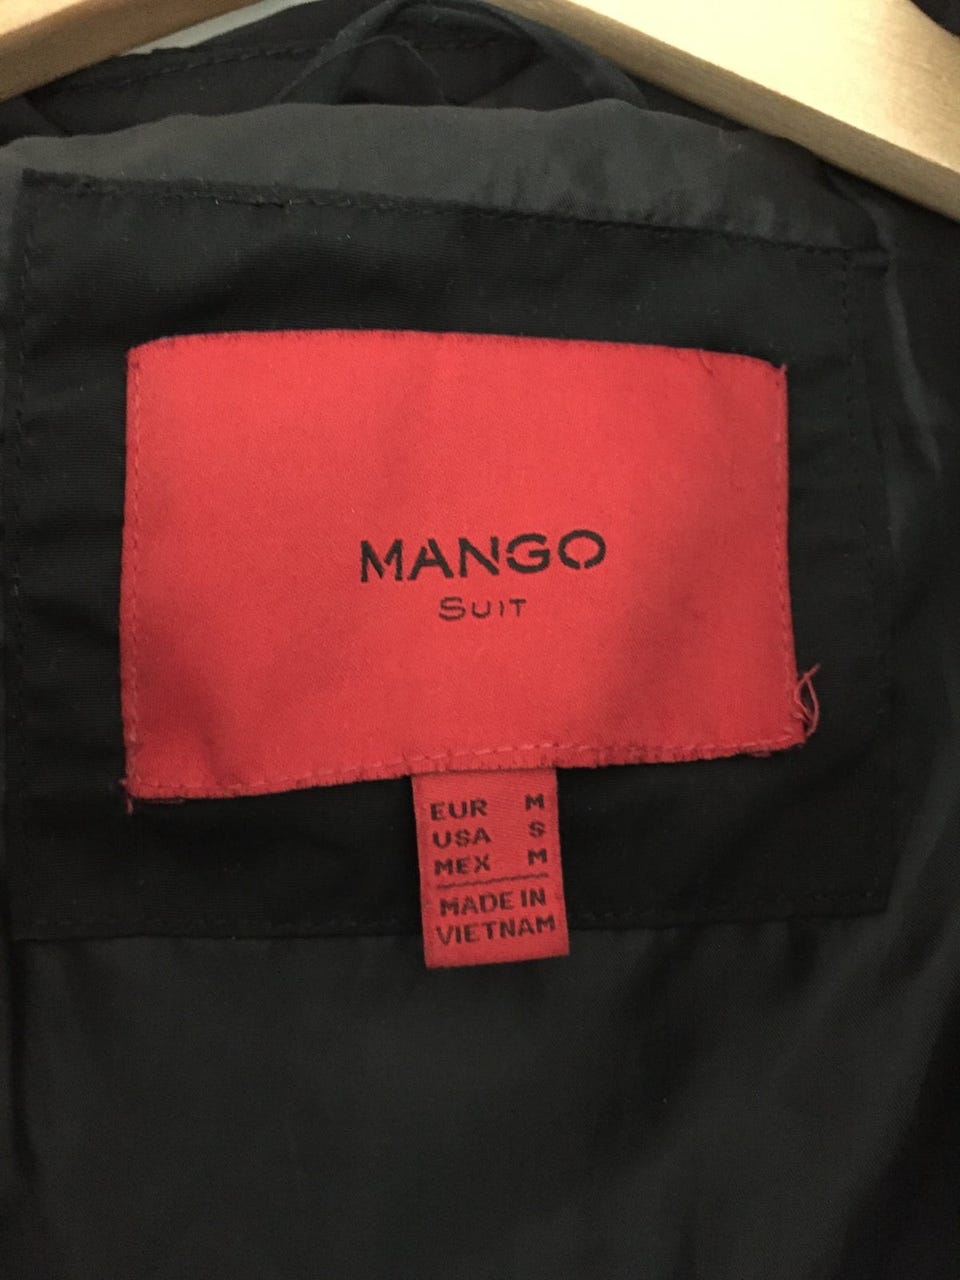 MANGO
SUIT
EUR M
USA S
MEX M
MADE IN
VIETNAM